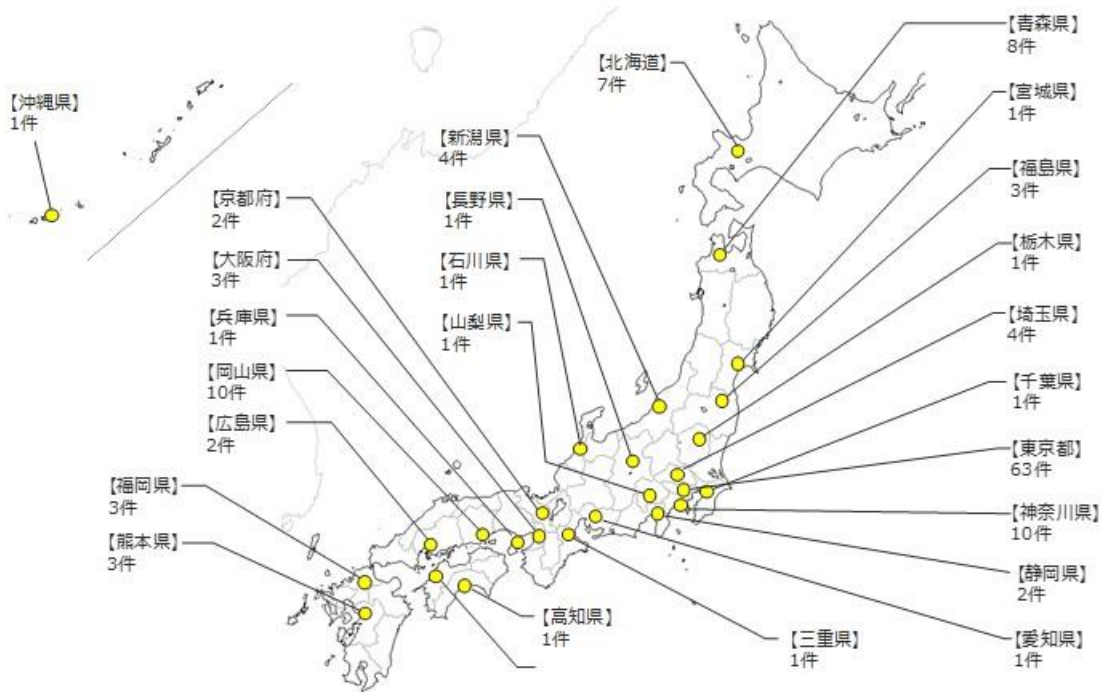 【青森県】
8件
【北海道】
7件
【宮城県】
1件
【沖縄県】
1件
【新潟県】
4件
【福島県】
3件
【京都府】
2件
【長野県】
1件
【栃木県】
1件
【大阪府】
3件
【石川県】
1件
【埼玉県】
4件
【兵庫県】
1件
【山梨県】
1件
【岡山県】
10件
【千葉県】
1件
【広島県】
2件
【東京都】
63件
【福岡県】
3件
【神奈川県】
10件
【熊本県】
3件
【静岡県】
2件
【高知県】
1件
【三重県】
1件
【愛知県】
1件